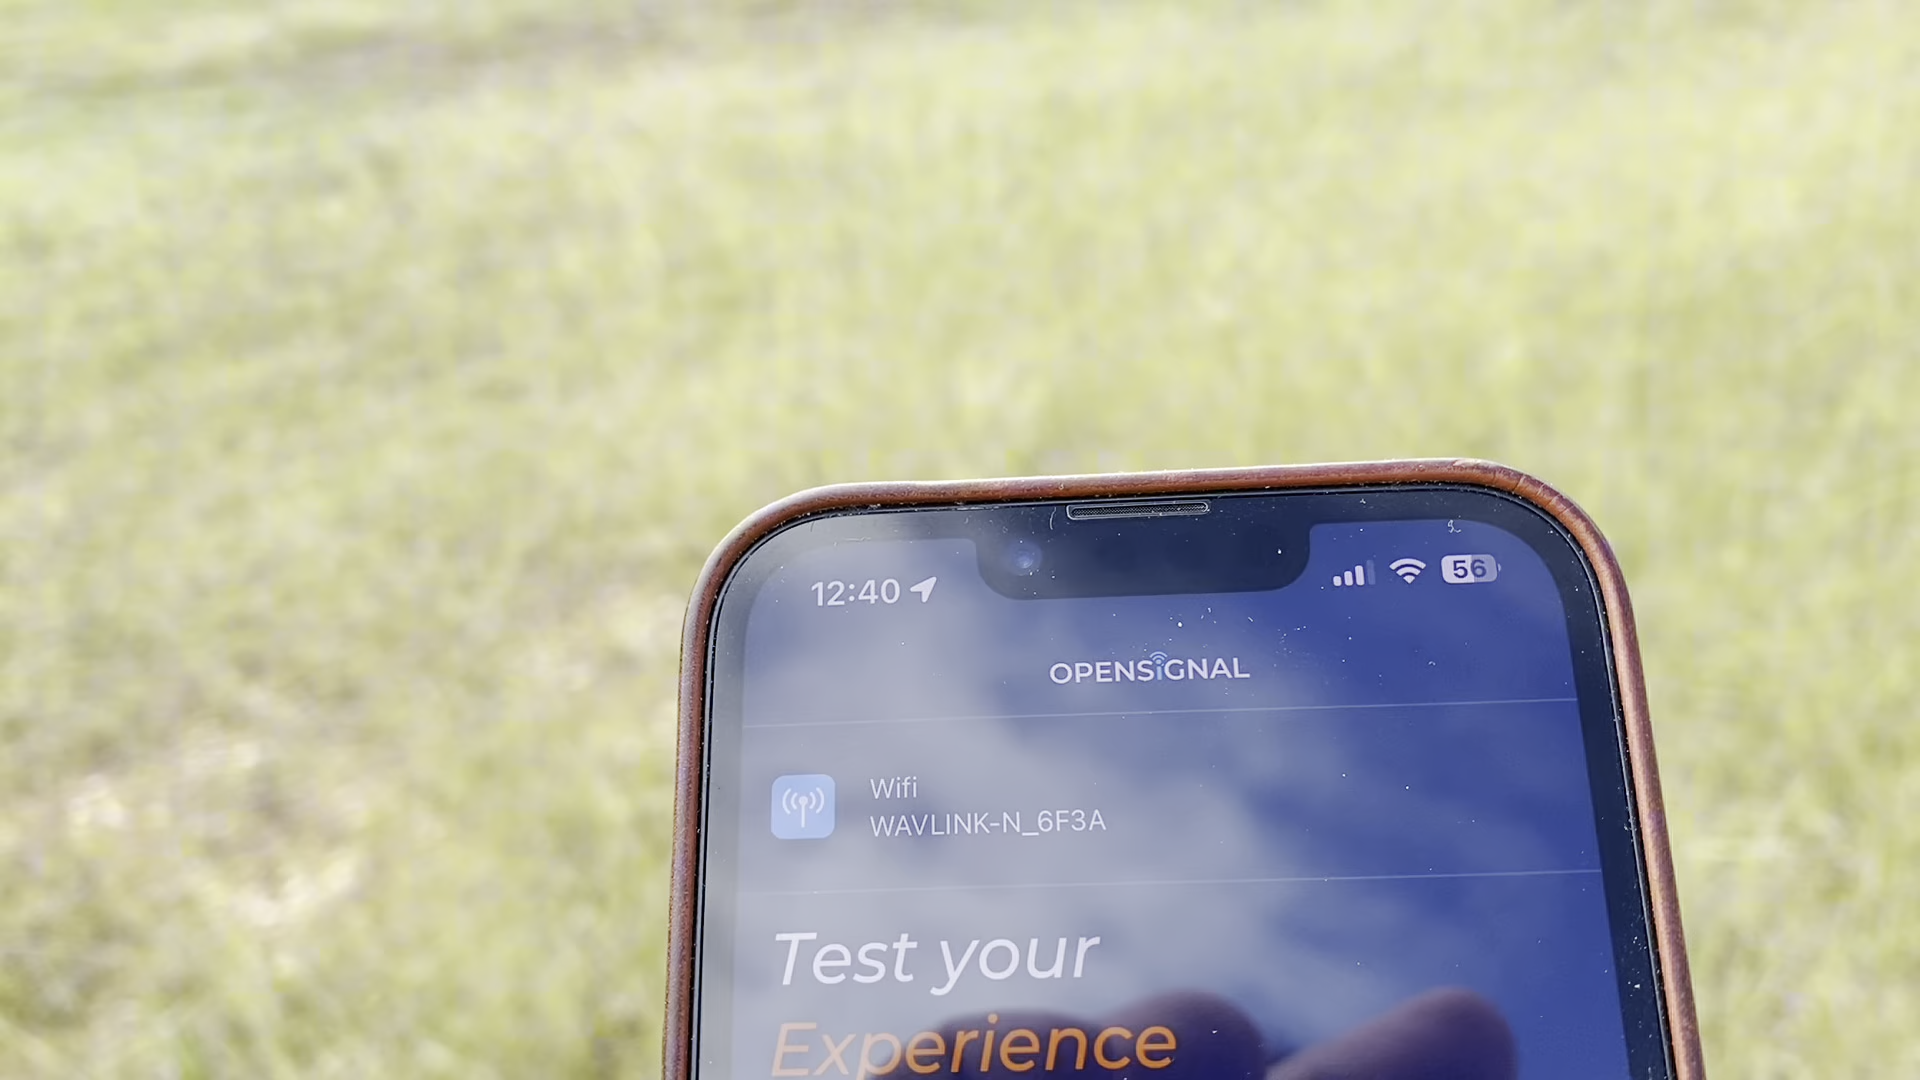 12:40
56
OPENSiGNAL
Wifi
WAVLINK-N_6F3A
Test your
Experience